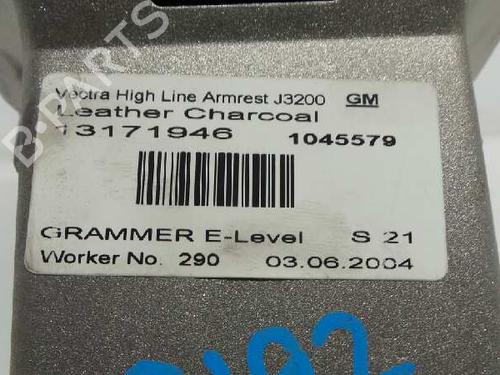 B-PARTS
Vectra High Line Armrest J3200 GM
Leather Charcoal
13171946 1045579
GRAMMER E-Level S 21
Worker No. 290 03.06.2004